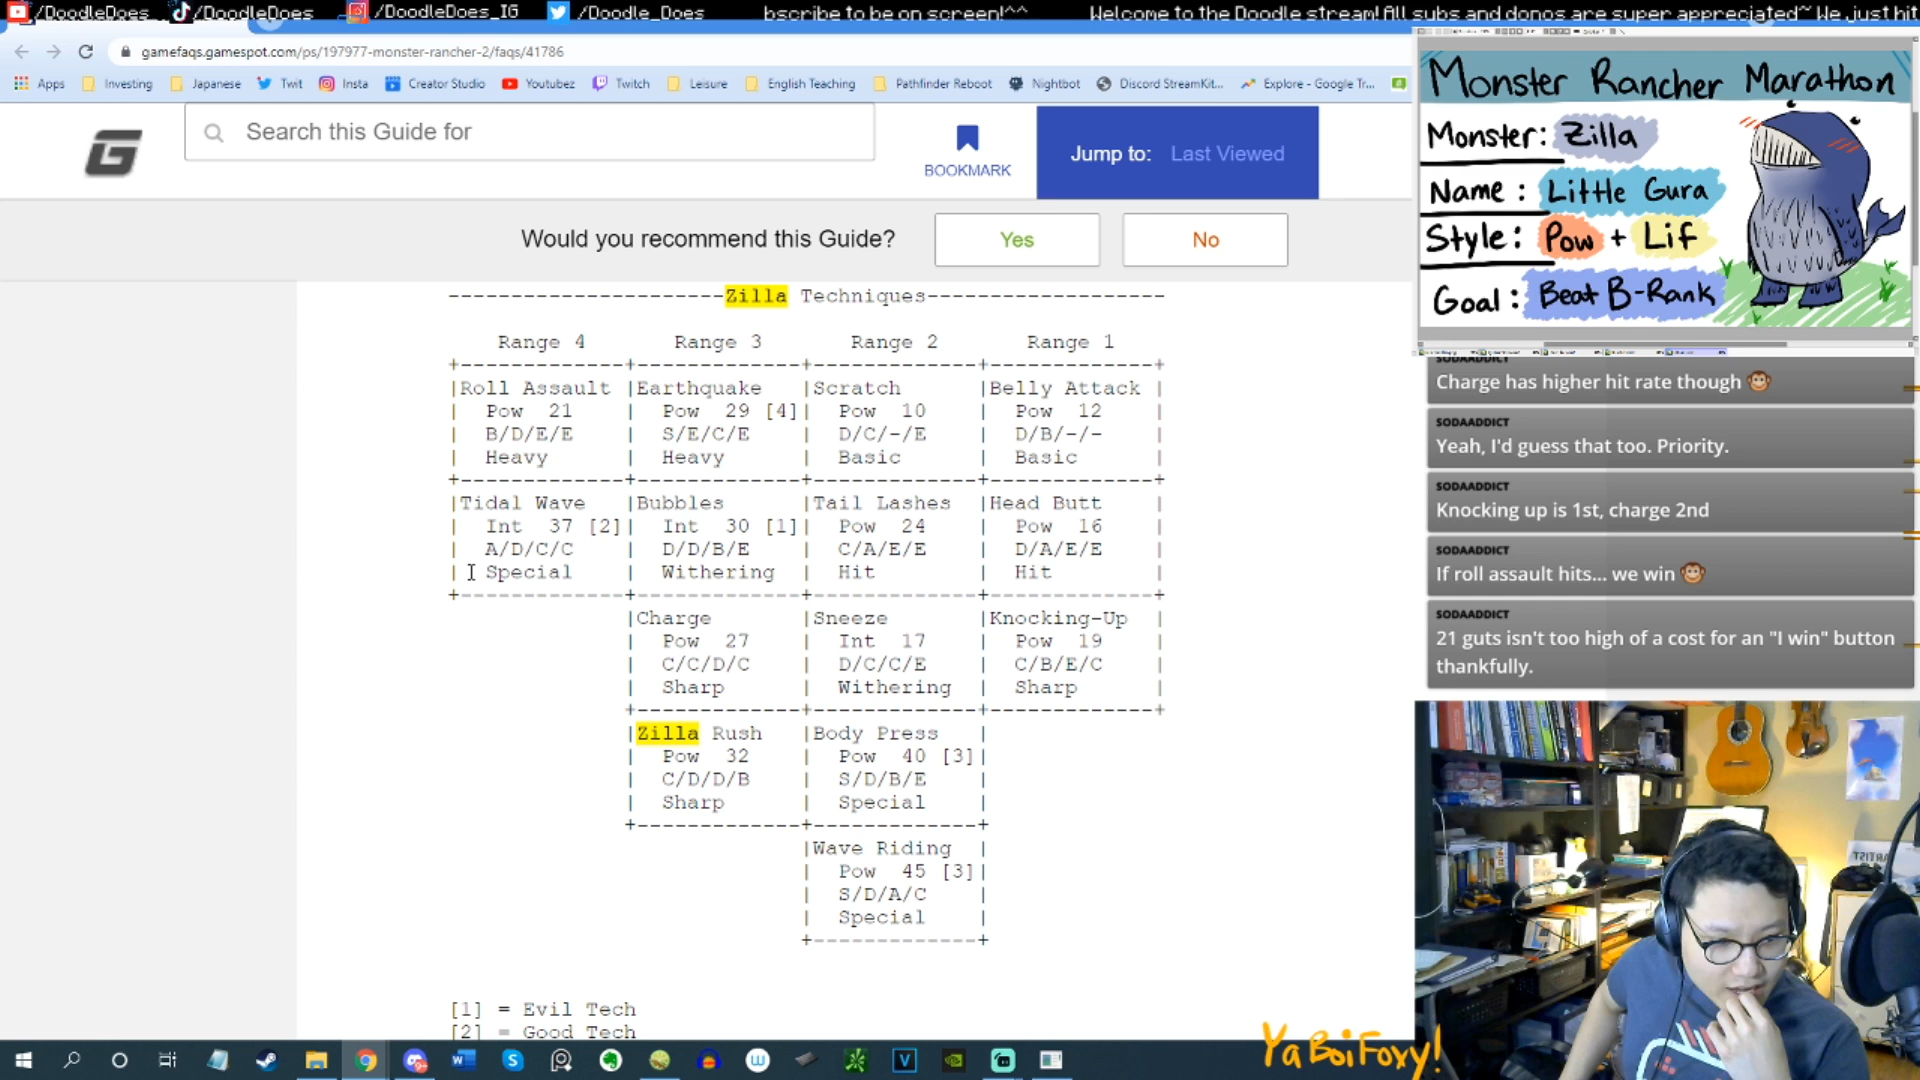 /DoodleDoes
/DoodleDoes
/DoodleDoes_IG
/Doodle_Does
bscribe to be on screen!^^
Welcome to the Doodle stream! All subs and donos are super appreciated~ We just hit
gamefaqs.gamespot.com/ps/197977-monster-rancher-2/faqs/41786
Apps
Investing
Japanese
Twit
Insta
Creator Studio
Youtubez
Twitch
Leisure
English Teaching
Pathfinder Reboot
Nightbot
Discord StreamKit...
Explore - Google Tr...
Search this Guide for
BOOKMARK
Jump to: Last Viewed
Would you recommend this Guide?
Yes
No
----------------------Zilla Techniques-------------------
Range 4 Range 3 Range 2 Range 1
+-------------+-------------+-------------+-------------+
|Roll Assault |Earthquake |Scratch |Belly Attack |
| Pow 21 | Pow 29 [4]| Pow 10 | Pow 12 |
| B/D/E/E | S/E/C/E | D/C/-/E | D/B/-/- |
| Heavy | Heavy | Basic | Basic |
+-------------+-------------+-------------+-------------+
|Tidal Wave |Bubbles |Tail Lashes |Head Butt |
| Int 37 [2]| Int 30 [1]| Pow 24 | Pow 16 |
| A/D/C/C | D/D/B/E | C/A/E/E | D/A/E/E |
| Special | Withering | Hit | Hit |
+-------------+-------------+-------------+-------------+
|Charge |Sneeze |Knocking-Up |
| Pow 27 | Int 17 | Pow 19 |
| C/C/D/C | D/C/C/E | C/B/E/C |
| Sharp | Withering | Sharp |
+-------------+-------------+-------------+
|Zilla Rush |Body Press |
| Pow 32 | Pow 40 [3]|
| C/D/D/B | S/D/B/E |
| Sharp | Special |
+-------------+-------------+
|Wave Riding |
| Pow 45 [3]|
| S/D/A/C |
| Special |
+-------------+
[1] = Evil Tech
[2] = Good Tech
Monster Rancher Marathon
Monster: Zilla
Name: Little Gura
Style: Pow + Lif
Goal: Beat B-Rank
SODAADDICT
Charge has higher hit rate though
SODAADDICT
Yeah, I'd guess that too. Priority.
SODAADDICT
Knocking up is 1st, charge 2nd
SODAADDICT
If roll assault hits... we win
SODAADDICT
21 guts isn't too high of a cost for an "I win" button
thankfully.
YaBoiFoxy!